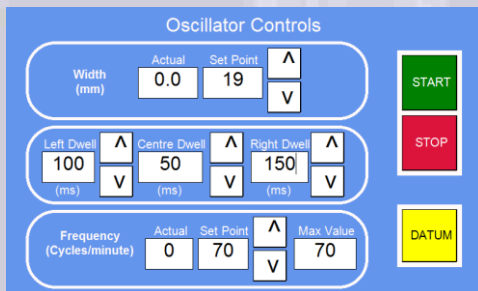 Oscillator Controls
Width
(mm)
Actual
Set Point
0.0
19
Λ
V
START
Left Dwell
Centre Dwell
Right Dwell
100
50
150
Λ
V
Λ
V
Λ
V
(ms)
(ms)
(ms)
STOP
Frequency
(Cycles/minute)
Actual
Set Point
Max Value
0
70
70
Λ
V
DATUM